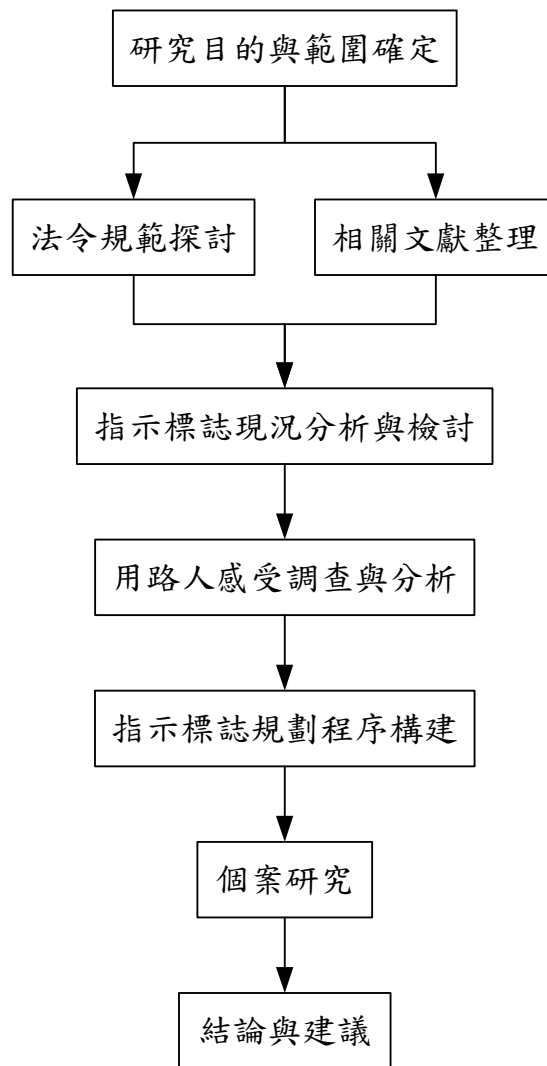 研究目的與範圍確定
法令規範探討
相關文獻整理
指示標誌現況分析與檢討
用路人感受調查與分析
指示標誌規劃程序構建
個案研究
結論與建議